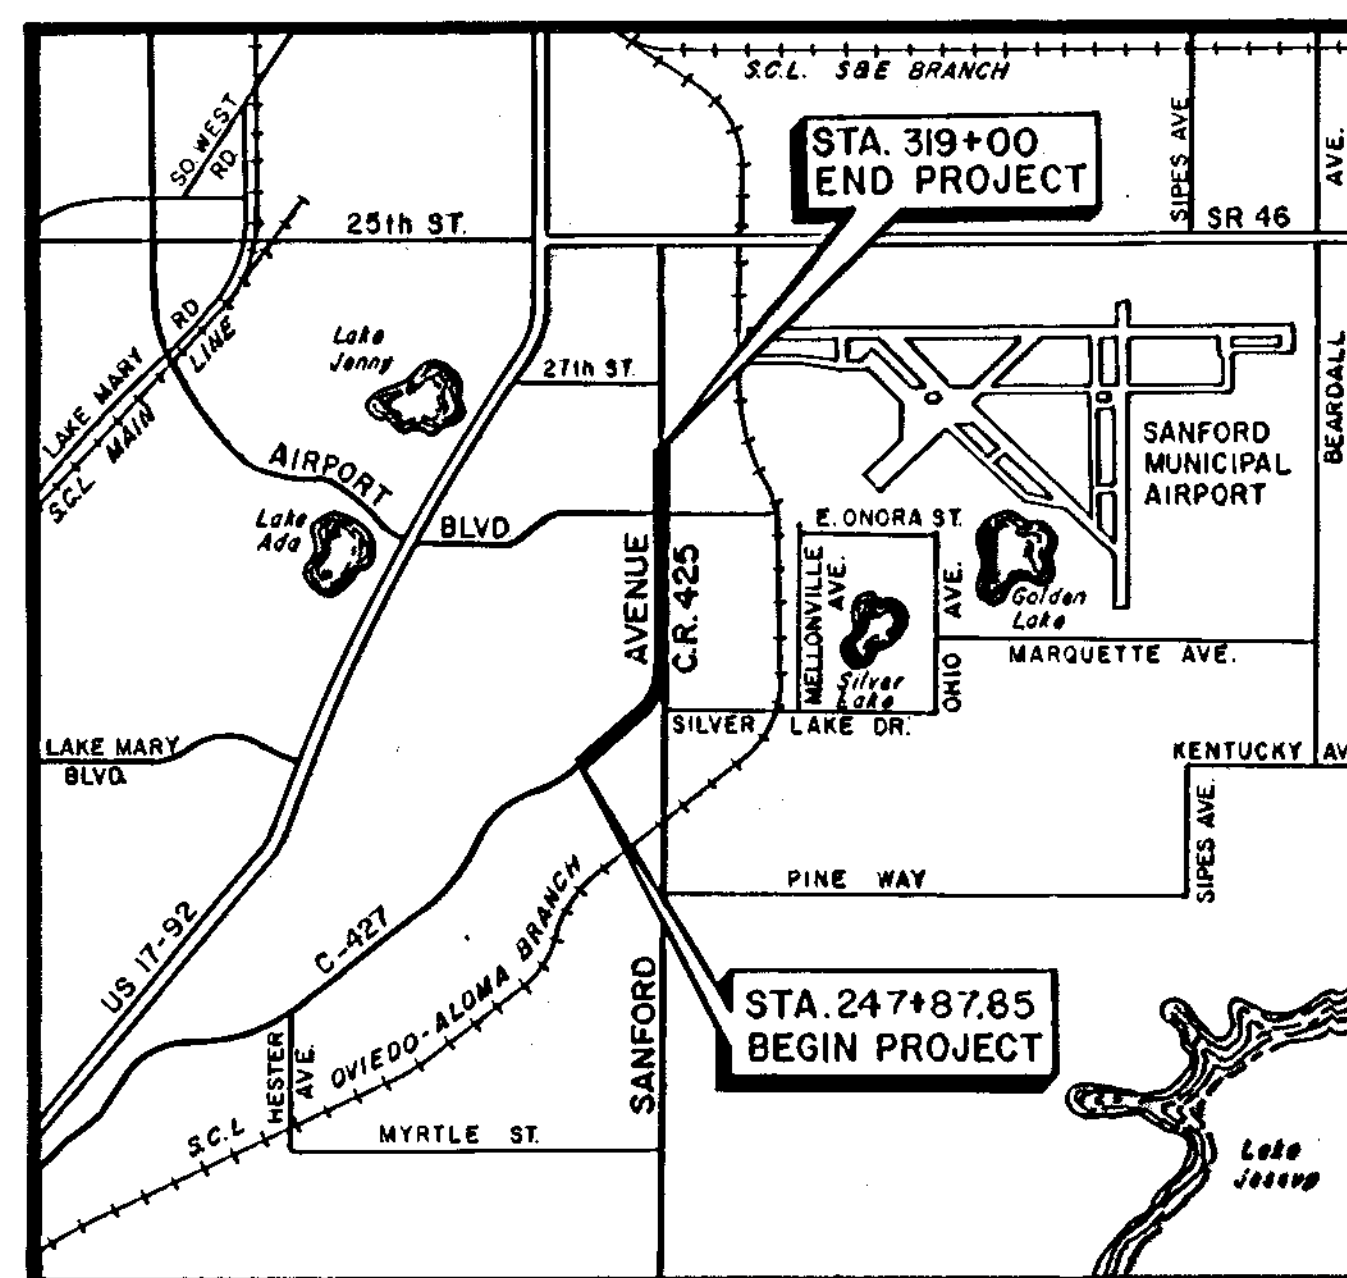 S.C.L. S&E BRANCH
SO. WEST
RD.
STA. 319+00
END PROJECT
SIPES AVE
AVE.
25th ST.
SR 46
LAKE MARY RD
S.C.L MAIN LINE
Lake
Jenny
27th ST.
BEARDALL
SANFORD
MUNICIPAL
AIRPORT
AIRPORT
BLVD
Lake
Ada
E. ONORA ST.
AVENUE
C.R. 425
MELLONVILLE
AVE.
OHIO AVE.
Golden
Lake
Silver
Lake
MARQUETTE AVE.
SILVER LAKE DR.
LAKE MARY
BLVD.
KENTUCKY AV
SIPES AVE.
PINE WAY
US 17-92
C-427
S.C.L OVIEDO-ALOMA BRANCH
SANFORD
STA. 247+87.85
BEGIN PROJECT
HESTER
AVE.
MYRTLE ST.
Lake
Jessup